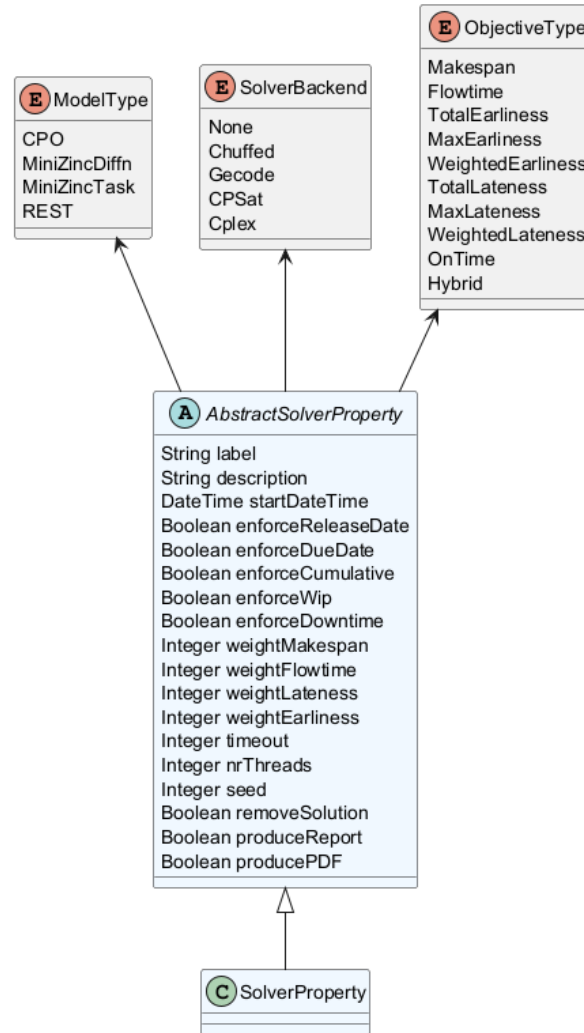 E ModelType
CPO
MiniZincDiffn
MiniZincTask
REST
E SolverBackend
None
Chuffed
Gecode
CPSat
Cplex
E ObjectiveType
Makespan
Flowtime
TotalEarliness
MaxEarliness
WeightedEarliness
TotalLateness
MaxLateness
WeightedLateness
OnTime
Hybrid
A AbstractSolverProperty
String label
String description
DateTime startDateTime
Boolean enforceReleaseDate
Boolean enforceDueDate
Boolean enforceCumulative
Boolean enforceWip
Boolean enforceDowntime
Integer weightMakespan
Integer weightFlowtime
Integer weightLateness
Integer weightEarliness
Integer timeout
Integer nrThreads
Integer seed
Boolean removeSolution
Boolean produceReport
Boolean producePDF
C SolverProperty